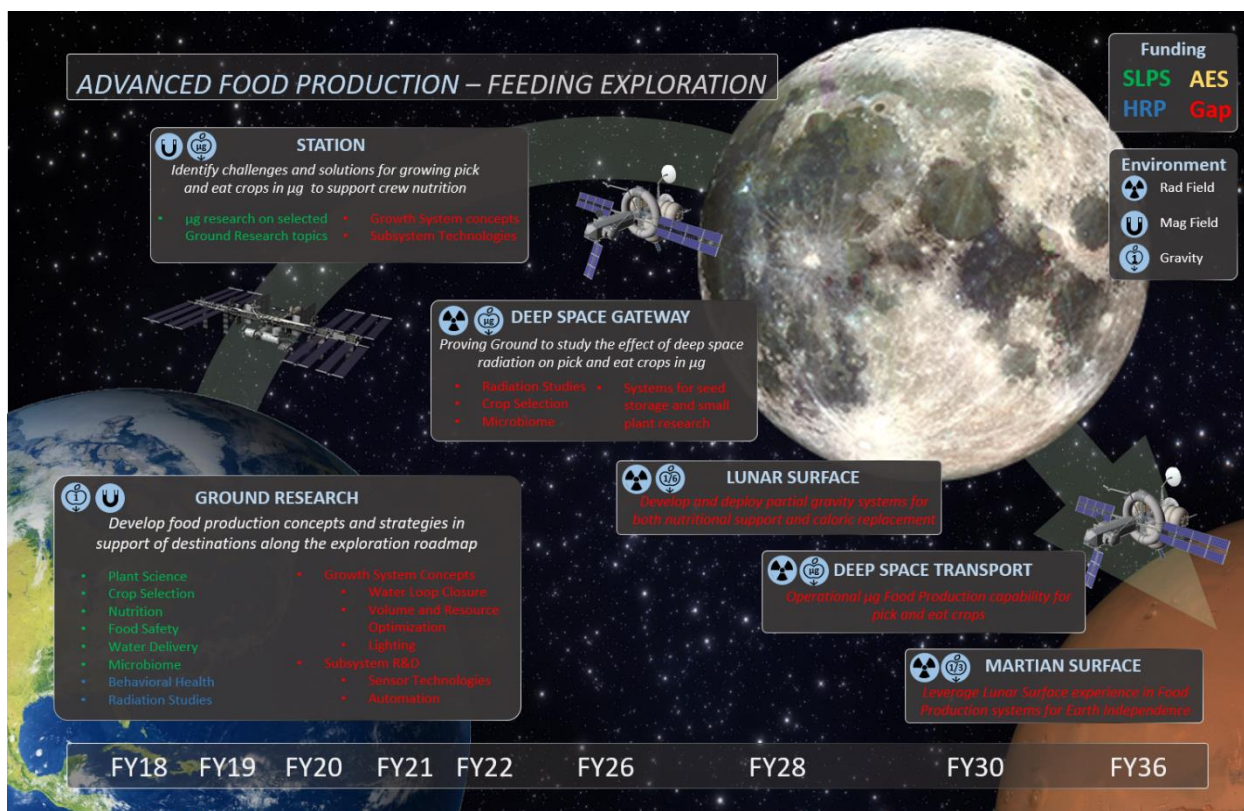 ADVANCED FOOD PRODUCTION – FEEDING EXPLORATION
Funding
SLPS AES
HRP Gap
Environment
Rad Field
Mag Field
1 Gravity
µg STATION
Identify challenges and solutions for growing pick
and eat crops in µg to support crew nutrition
• µg research on selected
Ground Research topics
• Growth System concepts
• Subsystem Technologies
µg DEEP SPACE GATEWAY
Proving Ground to study the effect of deep space
radiation on pick and eat crops in µg
• Radiation Studies
• Crop Selection
• Microbiome
• Systems for seed
storage and small
plant research
1/6 LUNAR SURFACE
Develop and deploy partial gravity systems for
both nutritional support and caloric replacement
1 GROUND RESEARCH
Develop food production concepts and strategies in
support of destinations along the exploration roadmap
• Plant Science
• Crop Selection
• Nutrition
• Food Safety
• Water Delivery
• Microbiome
• Behavioral Health
• Radiation Studies
• Growth System Concepts
• Water Loop Closure
• Volume and Resource
Optimization
• Lighting
• Subsystem R&D
• Sensor Technologies
• Automation
µg DEEP SPACE TRANSPORT
Operational µg Food Production capability for
pick and eat crops
1/3 MARTIAN SURFACE
Leverage Lunar Surface experience in Food
Production systems for Earth Independence
FY18 FY19 FY20 FY21 FY22 FY26 FY28 FY30 FY36